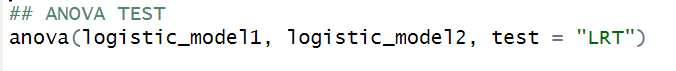 ## ANOVA TEST
anova(logistic_model1, logistic_model2, test = "LRT")